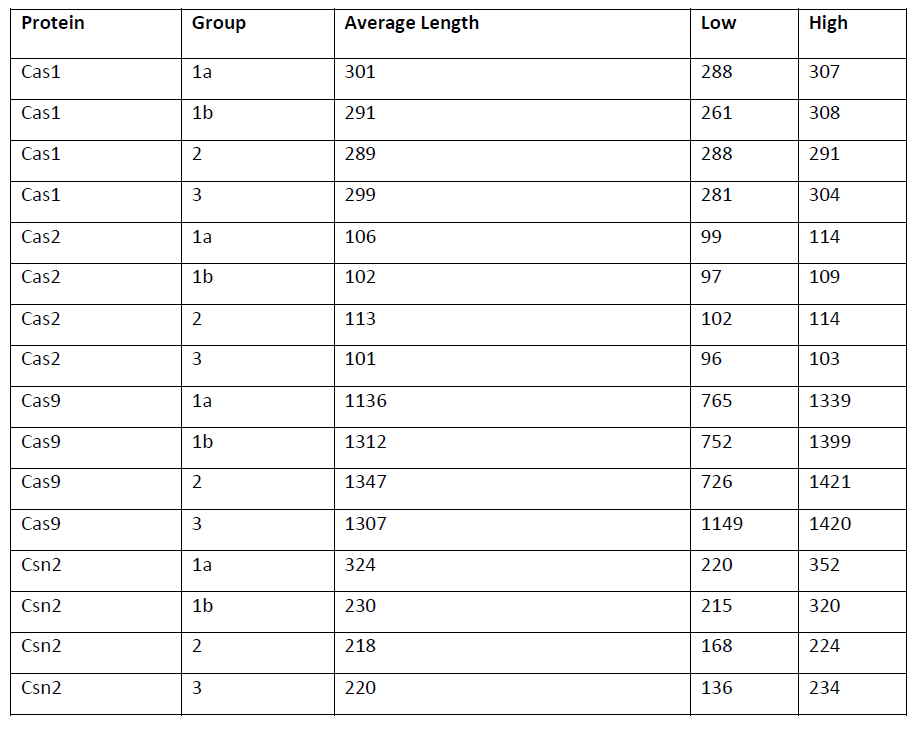 Protein Group Average Length Low High
Cas1 1a 301 288 307
Cas1 1b 291 261 308
Cas1 2 289 288 291
Cas1 3 299 281 304
Cas2 1a 106 99 114
Cas2 1b 102 97 109
Cas2 2 113 102 114
Cas2 3 101 96 103
Cas9 1a 1136 765 1339
Cas9 1b 1312 752 1399
Cas9 2 1347 726 1421
Cas9 3 1307 1149 1420
Csn2 1a 324 220 352
Csn2 1b 230 215 320
Csn2 2 218 168 224
Csn2 3 220 136 234